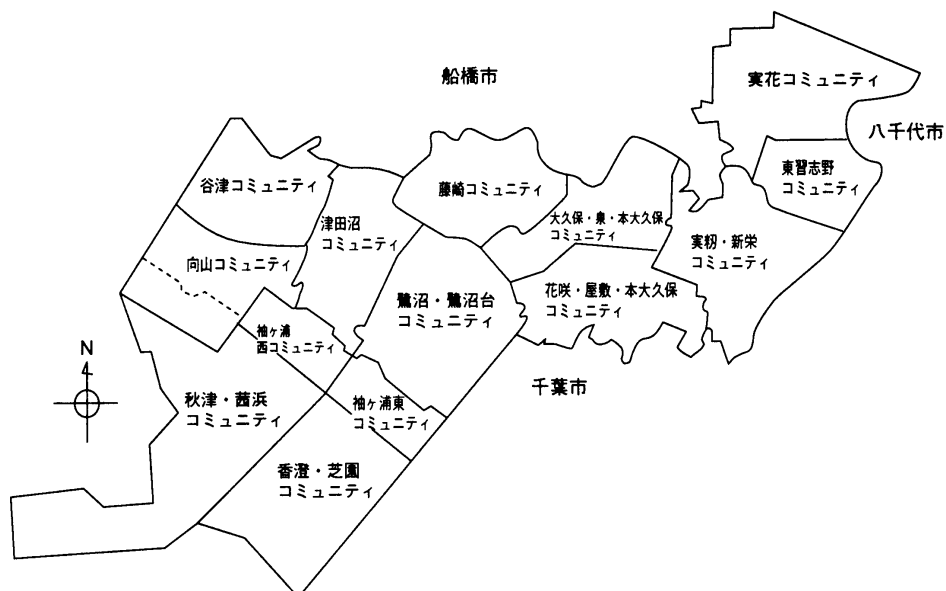 船橋市
実花コミュニティ
八千代市
東習志野
コミュニティ
谷津コミュニティ
藤崎コミュニティ
津田沼
コミュニティ
大久保・泉・本大久保
コミュニティ
実籾・新栄
コミュニティ
向山コミュニティ
鷺沼・鷺沼台
コミュニティ
花咲・屋敷・本大久保
コミュニティ
袖ヶ浦
西コミュニティ
N
千葉市
秋津・茜浜
コミュニティ
袖ヶ浦東
コミュニティ
香澄・芝園
コミュニティ